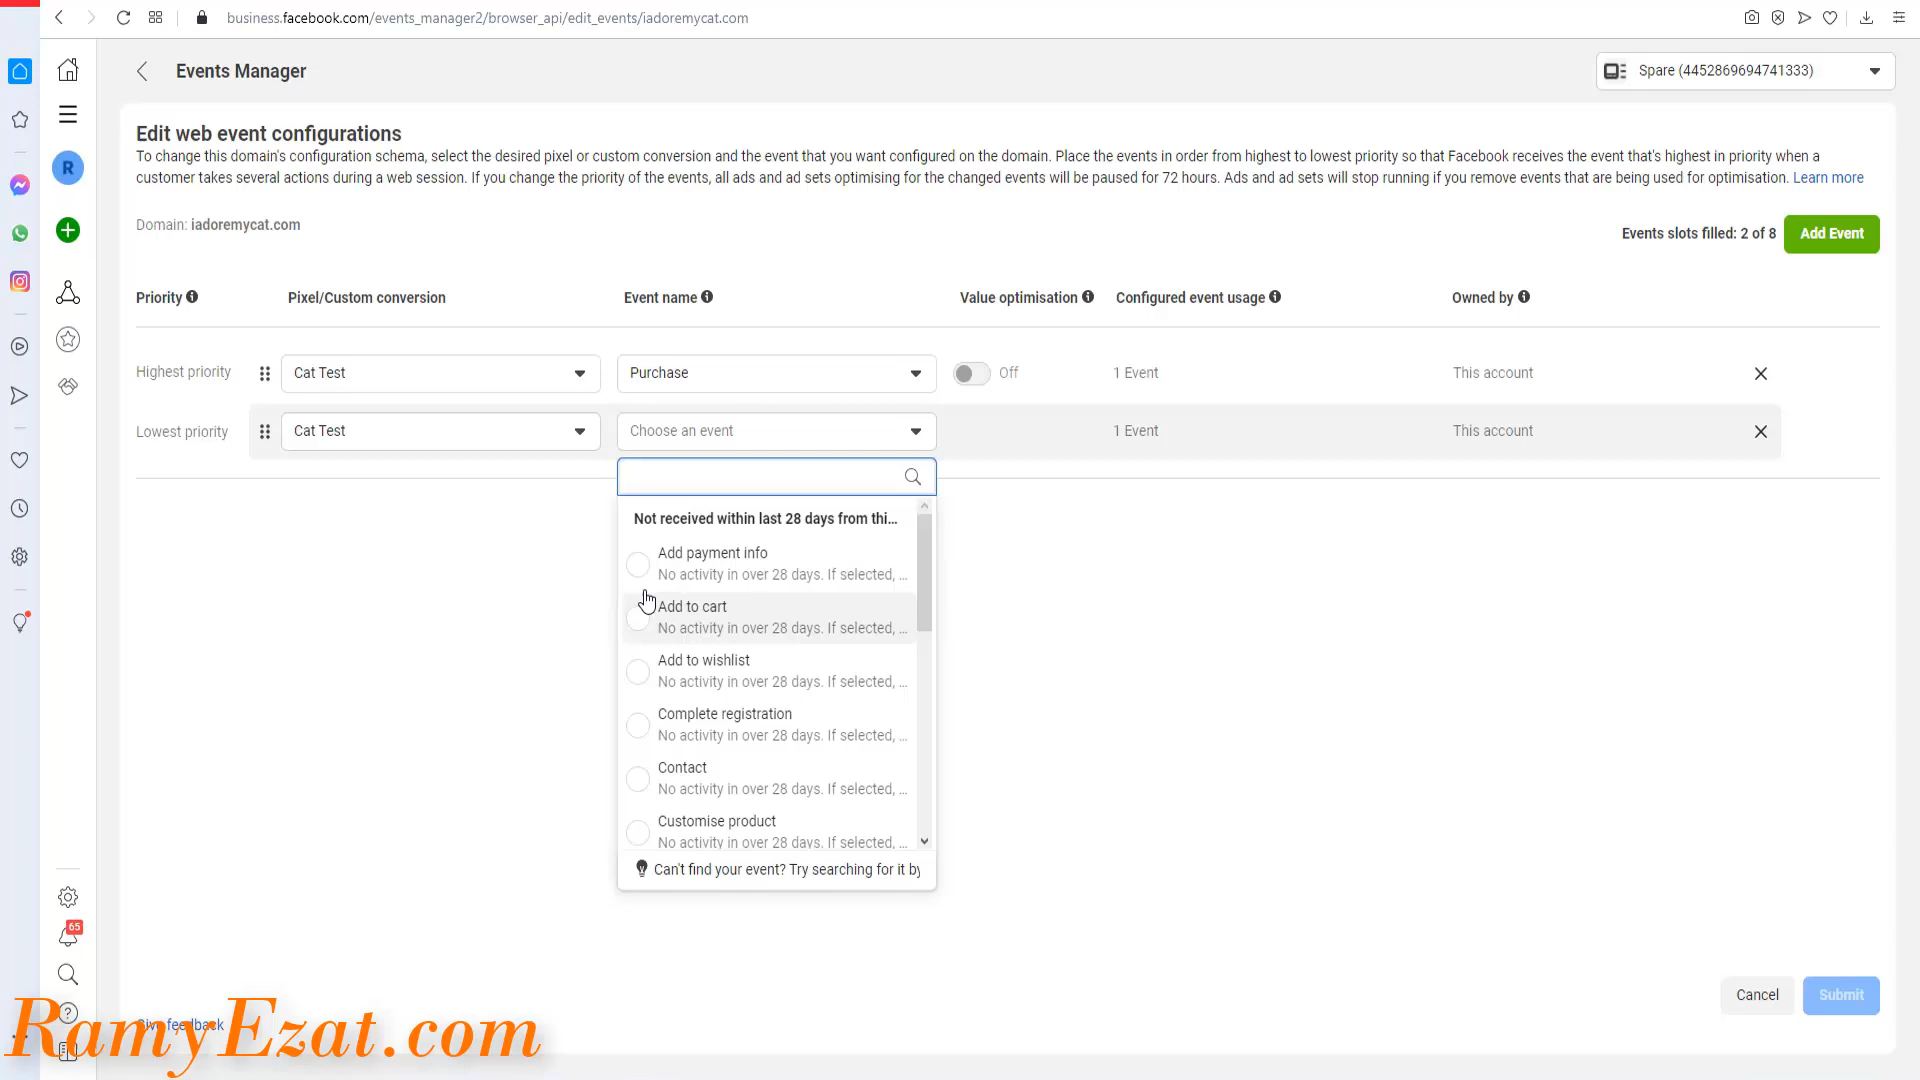 business.facebook.com/events_manager2/browser_api/edit_events/iadoremycat.com
Events Manager
Spare (4452869694741333)
R
Edit web event configurations
To change this domain's configuration schema, select the desired pixel or custom conversion and the event that you want configured on the domain. Place the events in order from highest to lowest priority so that Facebook receives the event that's highest in priority when a
customer takes several actions during a web session. If you change the priority of the events, all ads and ad sets optimising for the changed events will be paused for 72 hours. Ads and ad sets will stop running if you remove events that are being used for optimisation. Learn more
Domain: iadoremycat.com
Events slots filled: 2 of 8 Add Event
Priority Pixel/Custom conversion Event name Value optimisation Configured event usage Owned by
Highest priority Cat Test Purchase Off 1 Event This account
Lowest priority Cat Test Choose an event 1 Event This account
Not received within last 28 days from thi...
Add payment info
No activity in over 28 days. If selected, ...
Add to cart
No activity in over 28 days. If selected, ...
Add to wishlist
No activity in over 28 days. If selected, ...
Complete registration
No activity in over 28 days. If selected, ...
Contact
No activity in over 28 days. If selected, ...
Customise product
No activity in over 28 days. If selected, ...
Can't find your event? Try searching for it by
65
Cancel Submit
Give feedback
RamyEzat.com